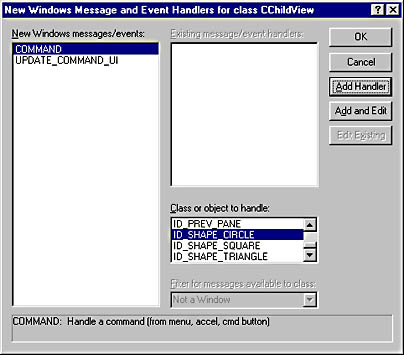 New Windows Message and Event Handlers for class CChildView
New Windows messages/events:
COMMAND
UPDATE_COMMAND_UI
Existing message/event handlers:
OK
Cancel
Add Handler
Add and Edit
Edit Existing
Class or object to handle:
ID_PREV_PANE
ID_SHAPE_CIRCLE
ID_SHAPE_SQUARE
ID_SHAPE_TRIANGLE
Filter for messages available to class:
Not a Window
COMMAND: Handle a command (from menu, accel, cmd button)